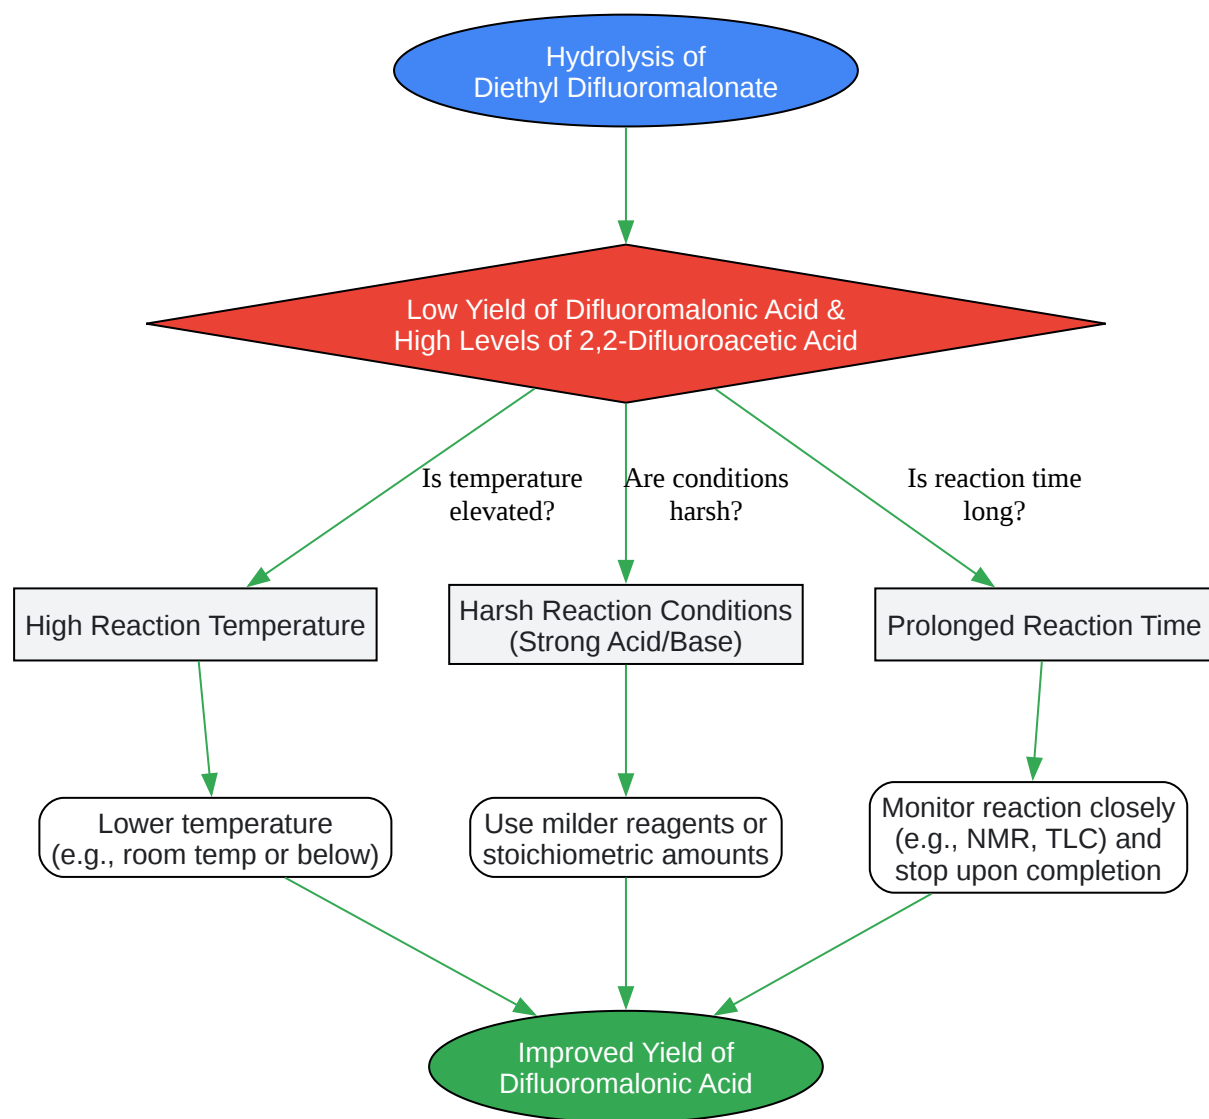 Hydrolysis of
Diethyl Difluoromalonate
Low Yield of Difluoromalonic Acid &
High Levels of 2,2-Difluoroacetic Acid
Is temperature
elevated?
Are conditions
harsh?
Is reaction time
long?
High Reaction Temperature
Harsh Reaction Conditions
(Strong Acid/Base)
Prolonged Reaction Time
Lower temperature
(e.g., room temp or below)
Use milder reagents or
stoichiometric amounts
Monitor reaction closely
(e.g., NMR, TLC) and
stop upon completion
Improved Yield of
Difluoromalonic Acid